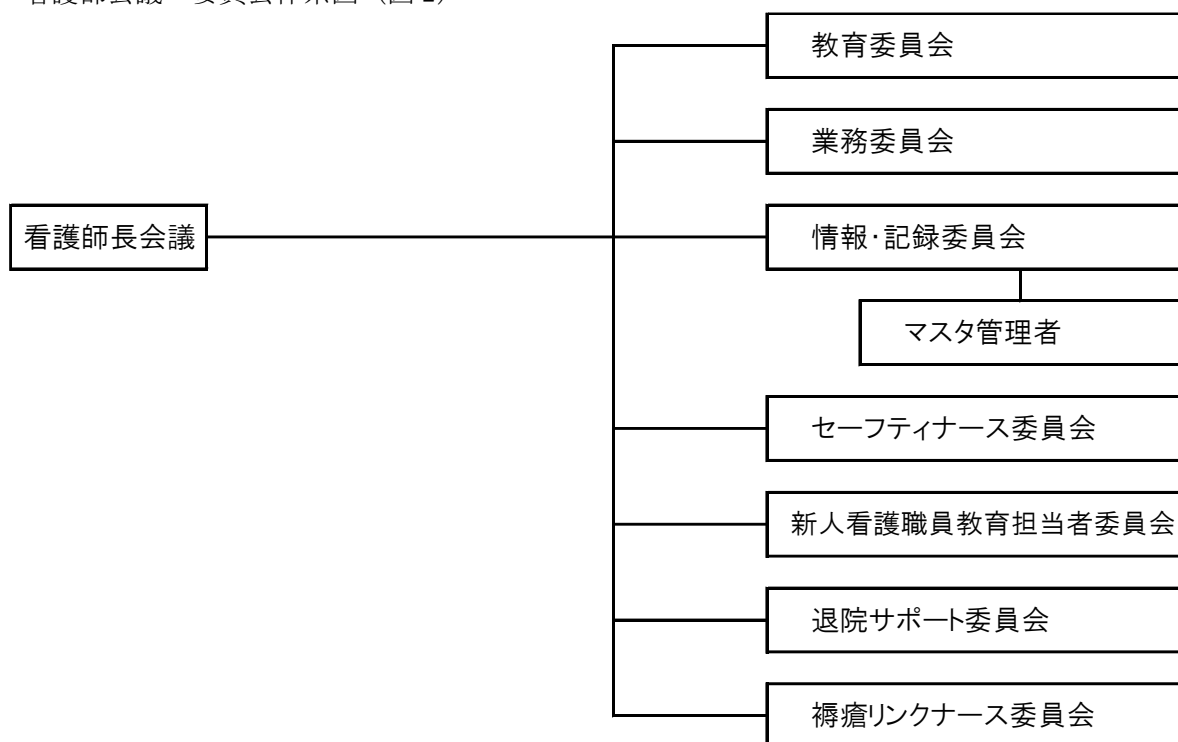 教育委員会
業務委員会
看護師長会議
情報・記録委員会
マスタ管理者
セーフティナース委員会
新人看護職員教育担当者委員会
退院サポート委員会
褥瘡リンクナース委員会